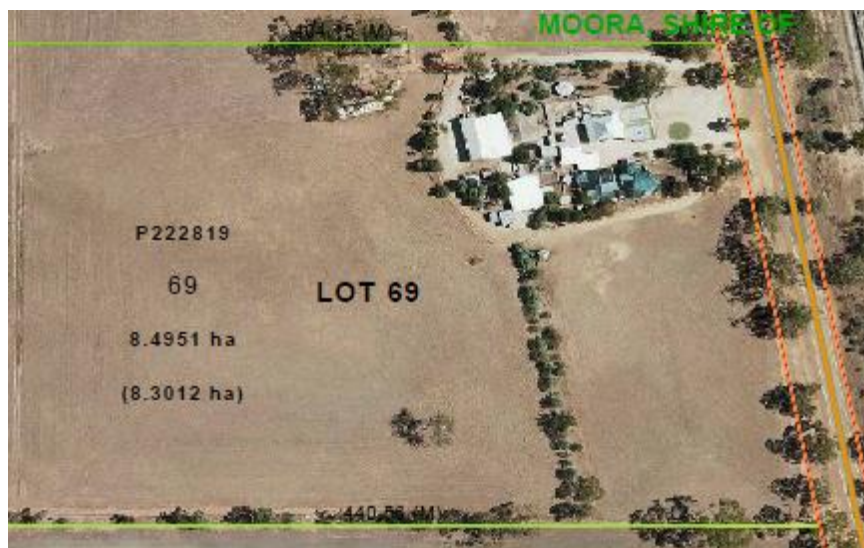 MOORA, SHIRE OF
P222819
69
LOT 69
8.4951 ha
(8.3012 ha)